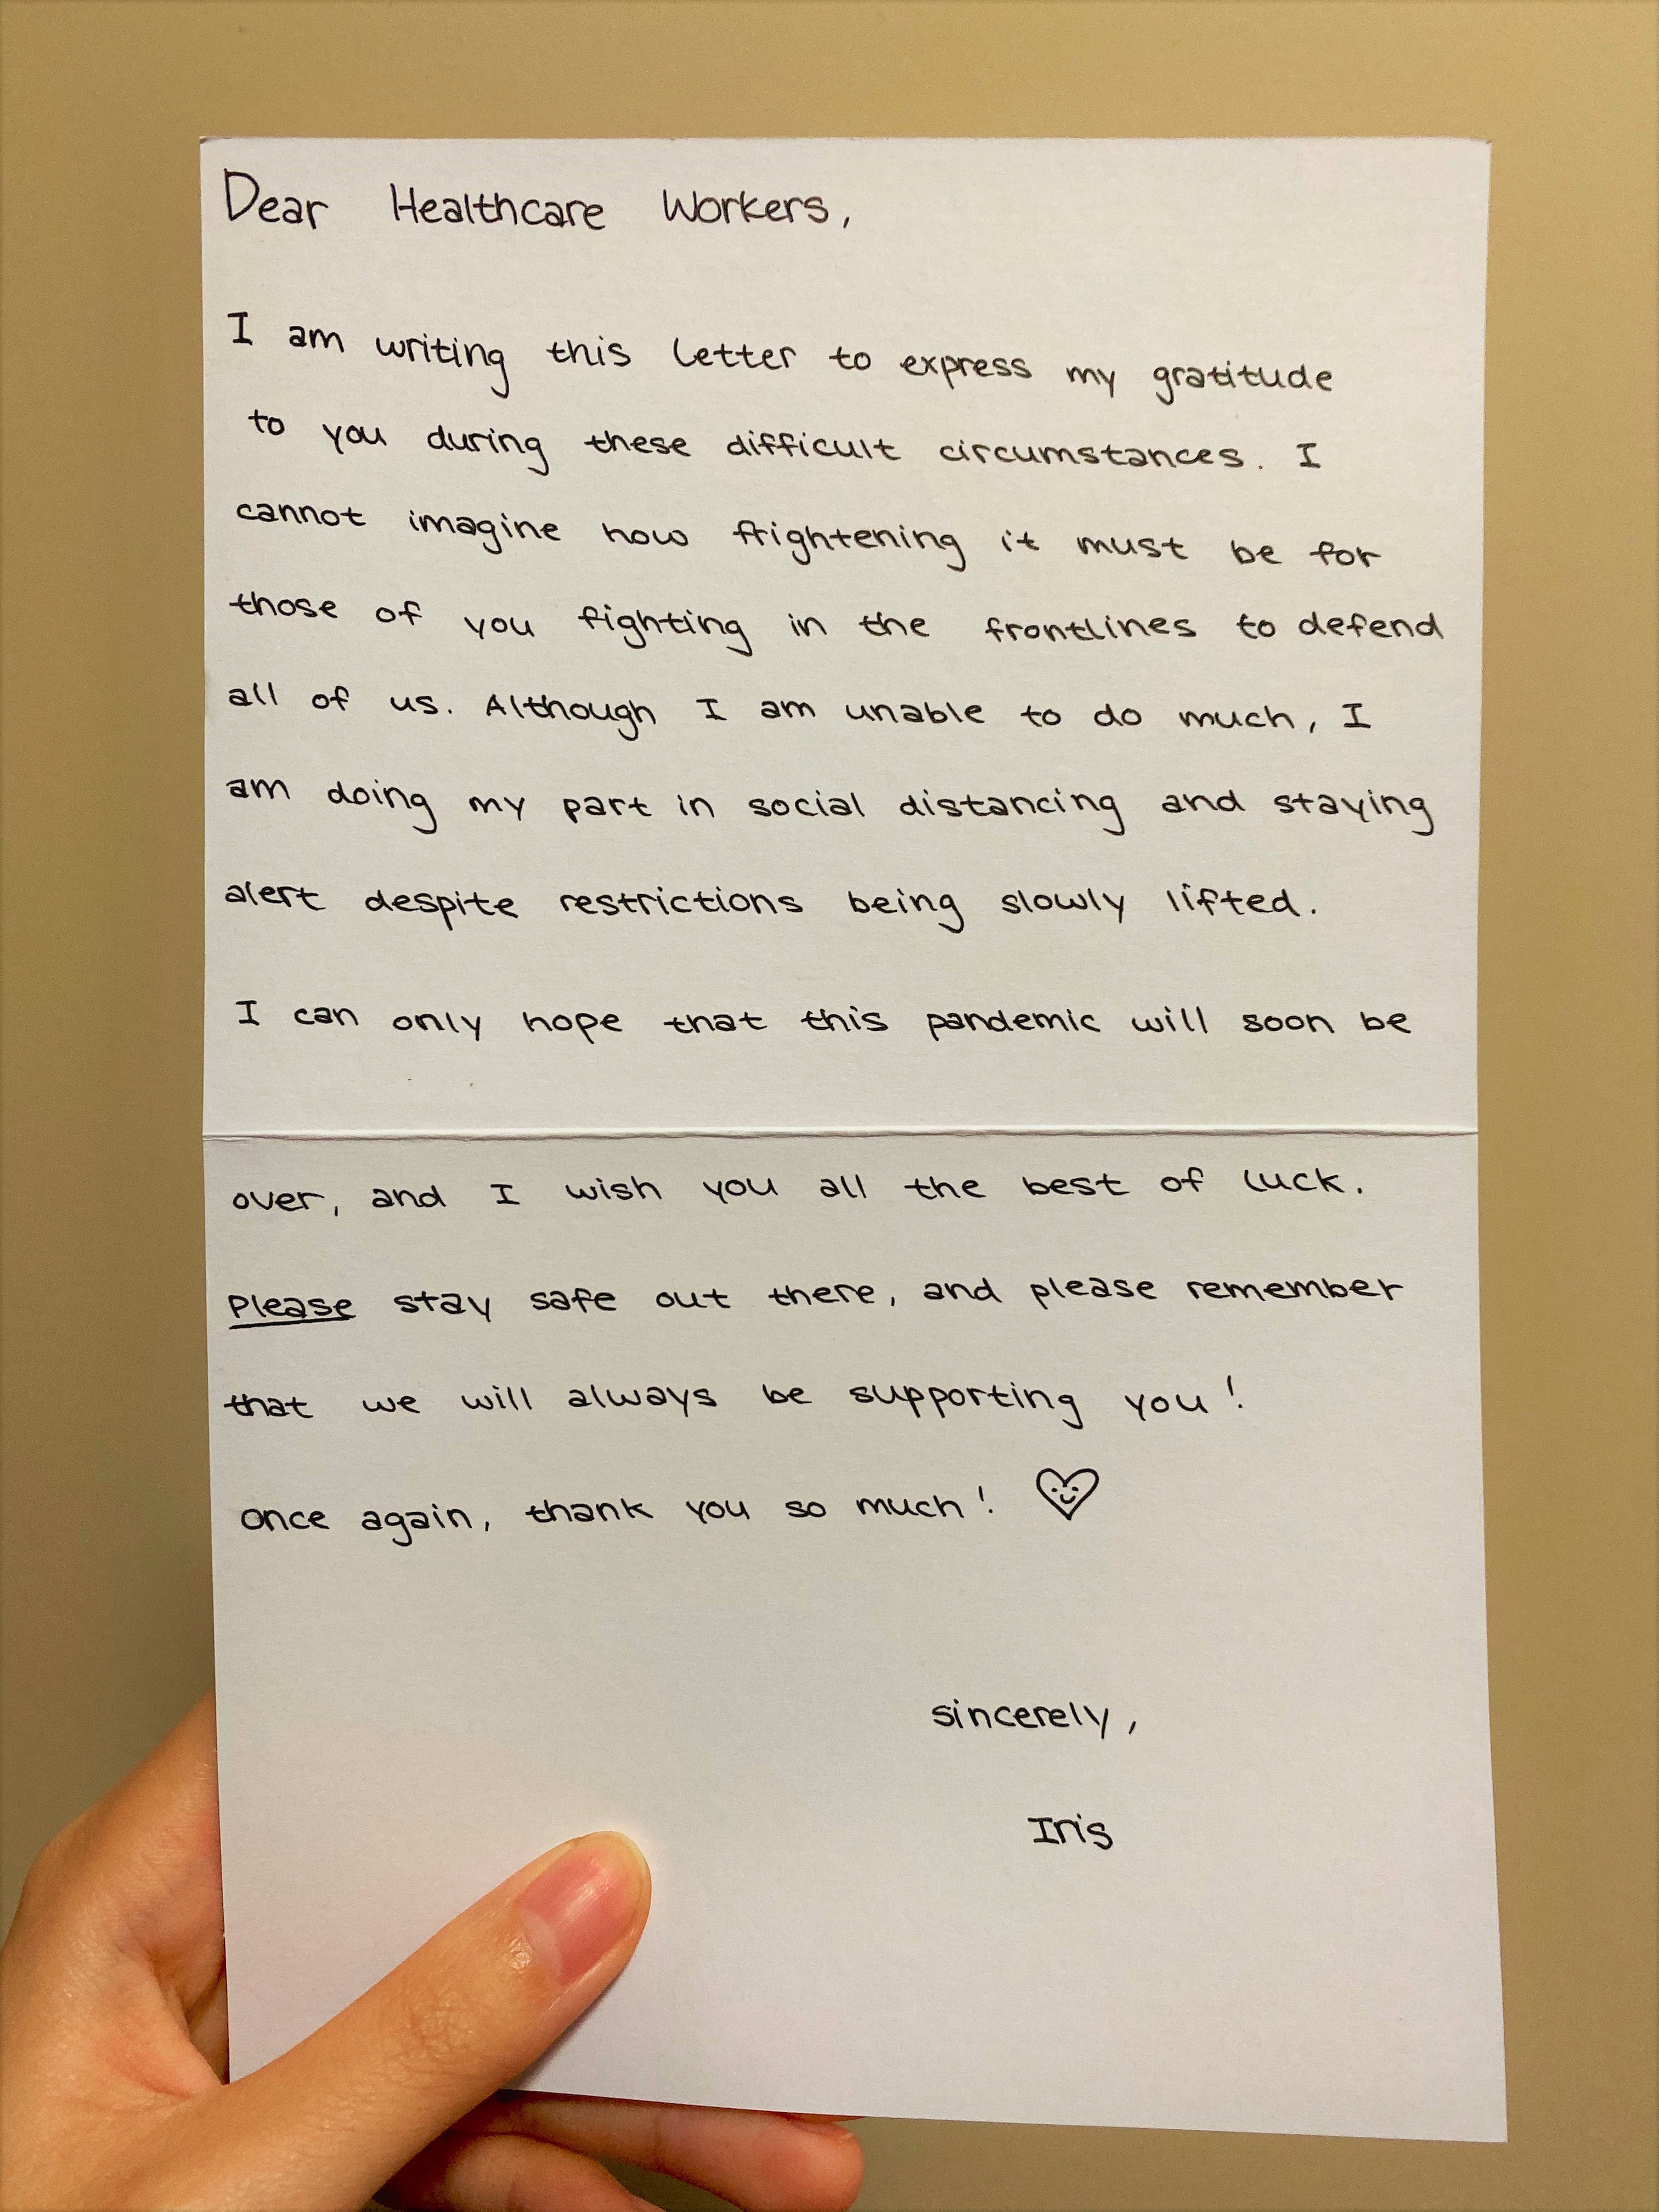 Dear Healthcare Workers,
I am writing this letter to express my gratitude
to you during these difficult circumstances. I
cannot imagine how frightening it must be for
those of you fighting in the frontlines to defend
all of us. Although I am unable to do much, I
am doing my part in social distancing and staying
alert despite restrictions being slowly lifted.
I can only hope that this pandemic will soon be
over, and I wish you all the best of luck.
Please stay safe out there, and please remember
that we will always be supporting you!
Once again, thank you so much!
sincerely,
Iris